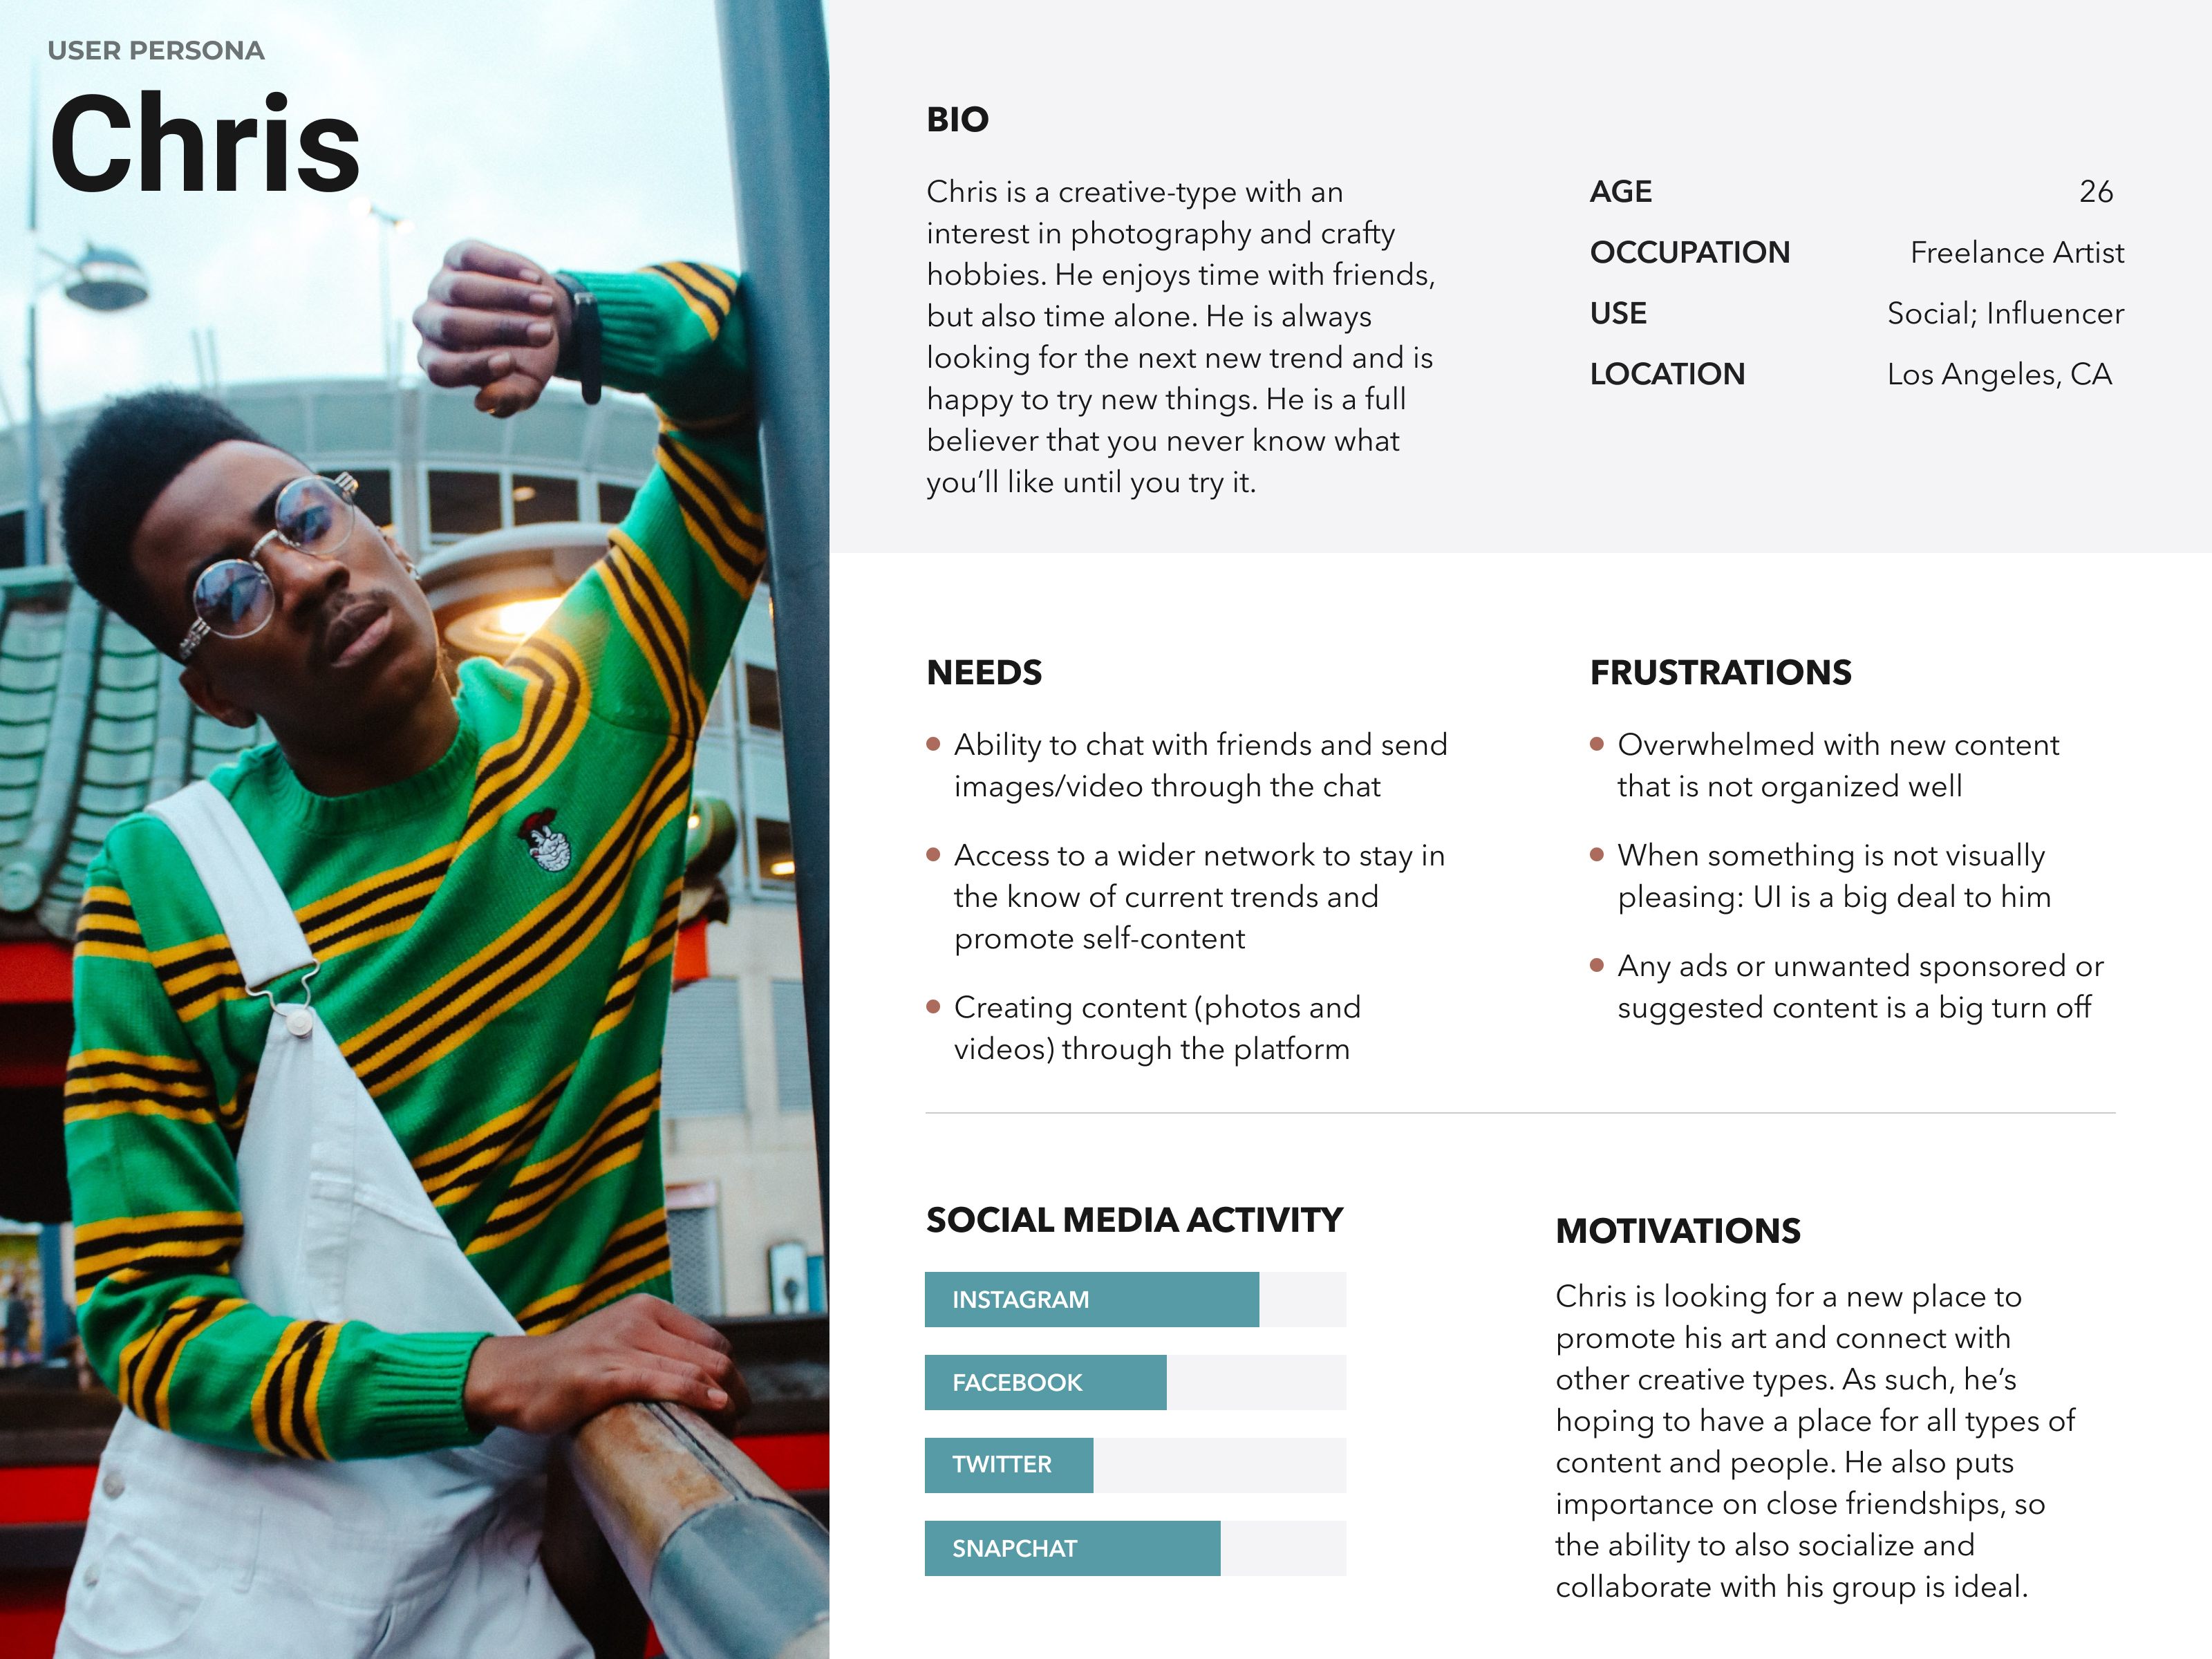 USER PERSONA
Chris
BIO
Chris is a creative-type with an
interest in photography and crafty
hobbies. He enjoys time with friends,
but also time alone. He is always
looking for the next new trend and is
happy to try new things. He is a full
believer that you never know what
you’ll like until you try it.
AGE 26
OCCUPATION Freelance Artist
USE Social; Influencer
LOCATION Los Angeles, CA
NEEDS
Ability to chat with friends and send
images/video through the chat
Access to a wider network to stay in
the know of current trends and
promote self-content
Creating content (photos and
videos) through the platform
FRUSTRATIONS
Overwhelmed with new content
that is not organized well
When something is not visually
pleasing: UI is a big deal to him
Any ads or unwanted sponsored or
suggested content is a big turn off
SOCIAL MEDIA ACTIVITY
INSTAGRAM
FACEBOOK
TWITTER
SNAPCHAT
MOTIVATIONS
Chris is looking for a new place to
promote his art and connect with
other creative types. As such, he’s
hoping to have a place for all types of
content and people. He also puts
importance on close friendships, so
the ability to also socialize and
collaborate with his group is ideal.